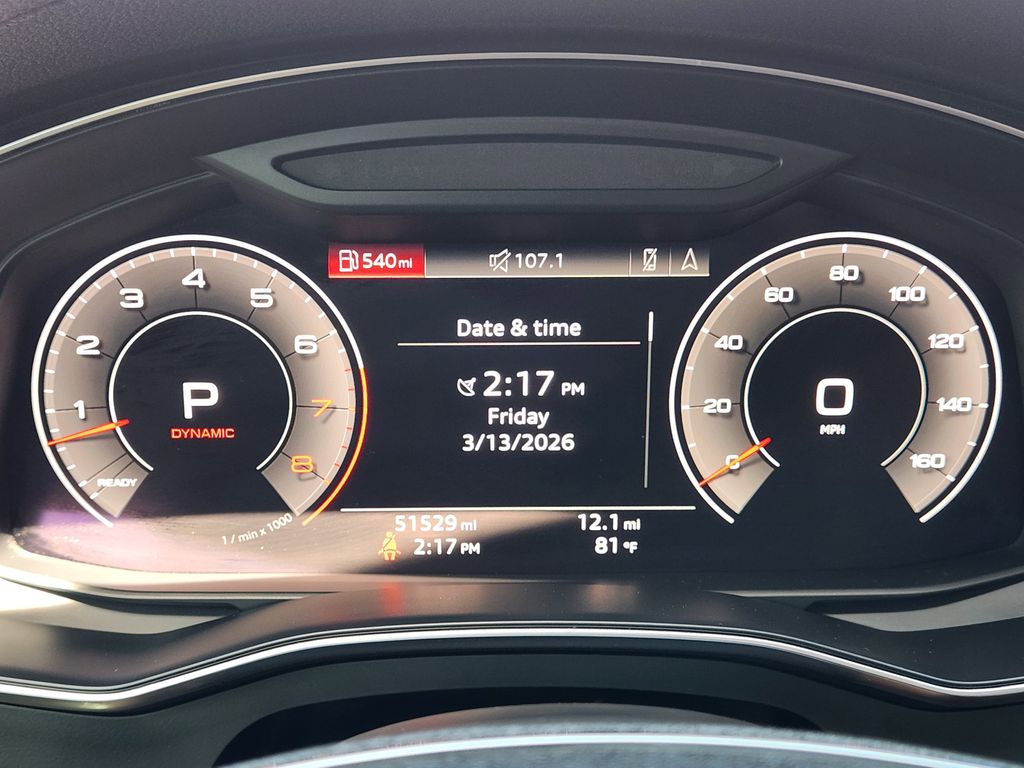 540 mi
107.1
Date & time
2:17 PM
Friday
3/13/2026
51529 mi
12.1 mi
2:17 PM
81 °F
READY
1
2
3
4
5
6
7
8
P
DYNAMIC
1 / min x 1000
0
20
40
60
80
100
120
140
160
0
MPH